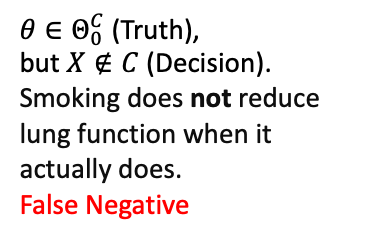 θ ∈ Θ₀ᶜ (Truth),
but X ∉ C (Decision).
Smoking does not reduce
lung function when it
actually does.
False Negative